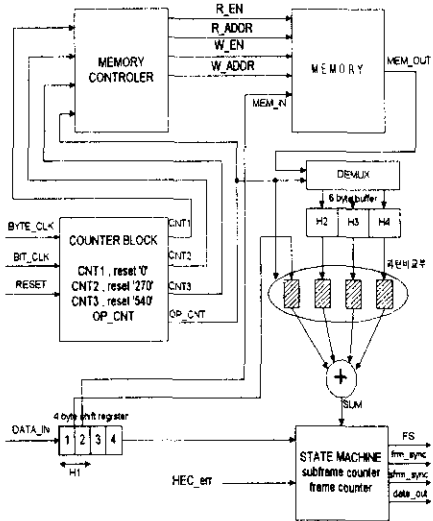 R_EN
R_ADDR
W_EN
W_ADDR
MEMORY
CONTROLER
MEMORY
MEM_OUT
MEM_IN
DEMUX
6 byte buffer
H2 H3 H4
BYTE_CLK
BIT_CLK
RESET
COUNTER BLOCK
CNT1 , reset '0'
CNT2 , reset '270'
CNT3 , reset '540'
OP_CNT
CNT1
CNT2
CNT3
OP_CNT
+
SUM
4 byte shift register
DATA_IN
1 2 3 4
H1
HEC_err
STATE MACHINE
subframe counter
frame counter
FS
frm_sync
sfrm_sync
data_out